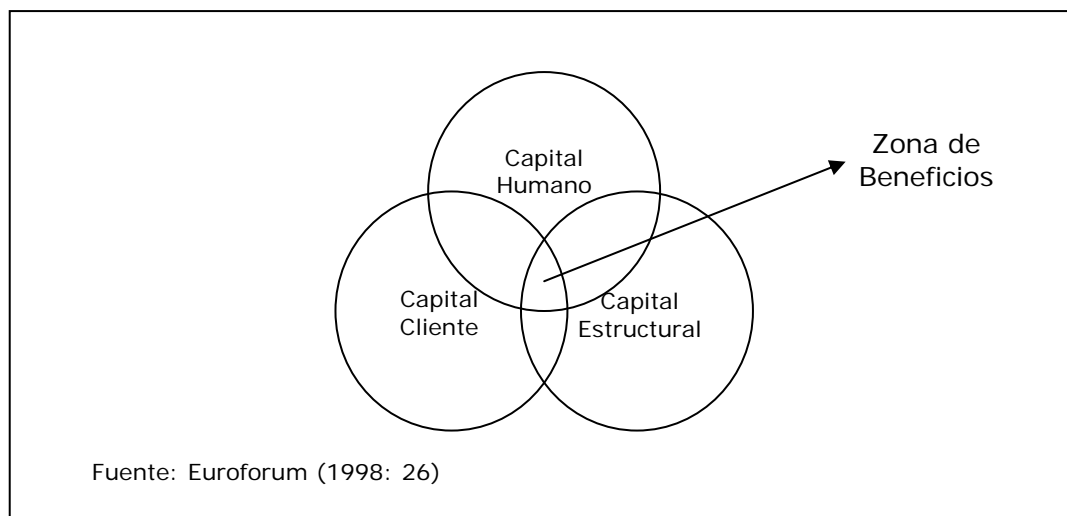 Capital
Humano
Zona de
Beneficios
Capital
Cliente
Capital
Estructural
Fuente: Euroforum (1998: 26)